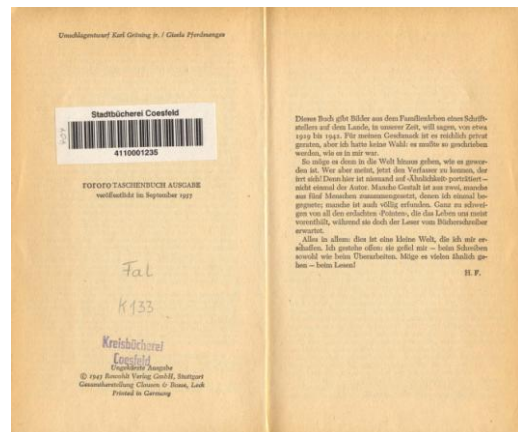 Umschlagentwurf Karl Gröning jr. / Gisela Pferdmenges
Stadtbücherei Coesfeld
4110001235
ROROROTASCHENBUCH AUSGABE
veröffentlicht im September 1957
Fal
K133
Kreisbücherei
Coesfeld
Ungekürzte Ausgabe
© 1947 Rowohlt Verlag GmbH, Stuttgart
Gesamtherstellung Clausen & Bosse, Leck
Printed in Germany
Dieses Buch gibt Bilder aus dem Familienleben eines Schrift-
stellers auf dem Lande, in unserer Zeit, will sagen, von etwa
1929 bis 1941. Für meinen Geschmack ist es reichlich privat
geraten, aber ich hatte keine Wahl: es mußte so geschrieben
werden, wie es in mir war.
So möge es denn in die Welt hinaus gehen, wie es gewor-
den ist. Wer aber meint, jetzt den Verfasser zu kennen, der
irrt sich! Denn hier ist niemand auf ›Ähnlichkeit‹ porträtiert –
nicht einmal der Autor. Manche Gestalt ist aus zwei, manche
aus fünf Menschen zusammengesetzt, denen ich einmal be-
gegnete; manche ist auch völlig erfunden. Ganz zu schwei-
gen von all den erdachten ›Pointen‹, die das Leben uns meist
vorenthält, während sie doch der Leser vom Bücherschreiber
erwartet.
Alles in allem: dies ist eine kleine Welt, die ich mir er-
schaffen. Ich gestehe offen: sie gefiel mir – beim Schreiben
sowohl wie beim Überarbeiten. Möge es vielen ähnlich ge-
hen – beim Lesen!
H. F.